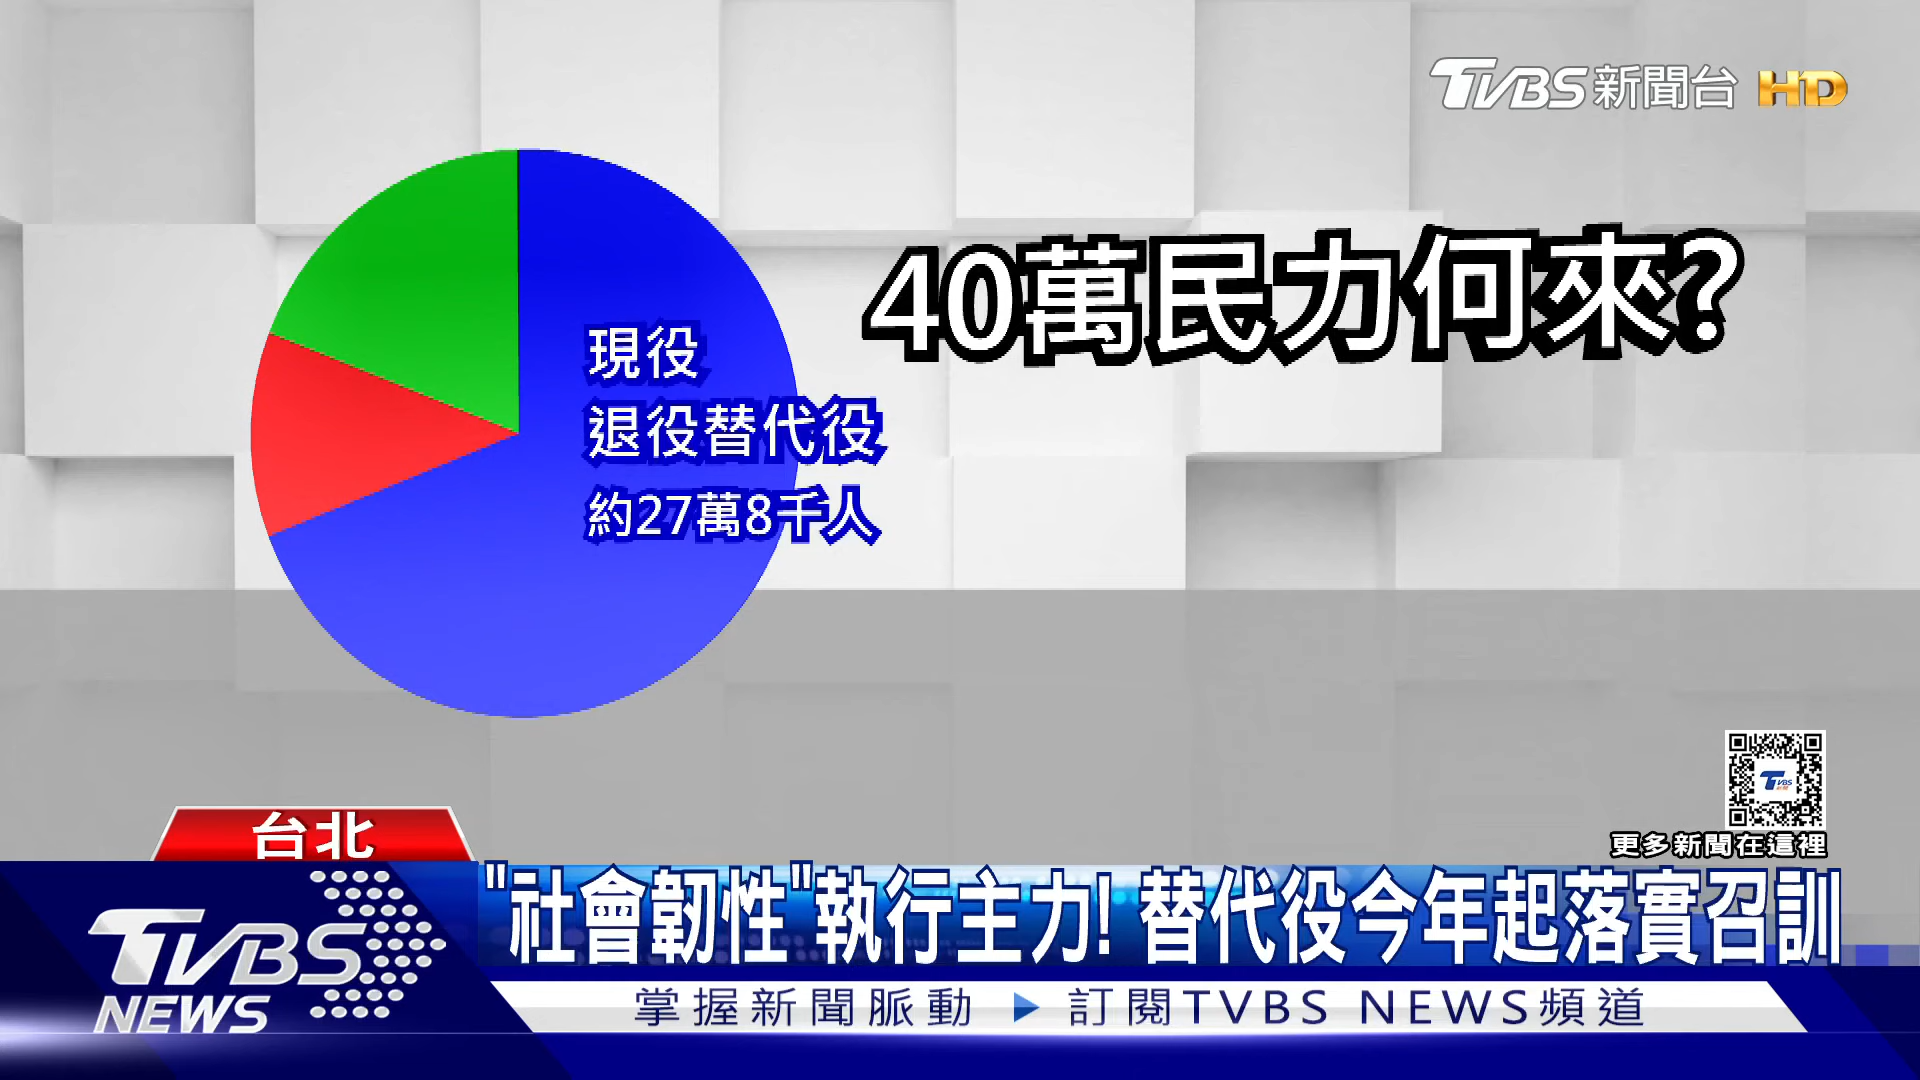 TVBS新聞台 HD
40萬民力何來?
現役
退役替代役
約27萬8千人
TVBS
更多新聞在這裡
台北
"社會韌性"執行主力! 替代役今年起落實召訓
TVBS
NEWS
掌握新聞脈動 ▶ 訂閱TVBS NEWS頻道